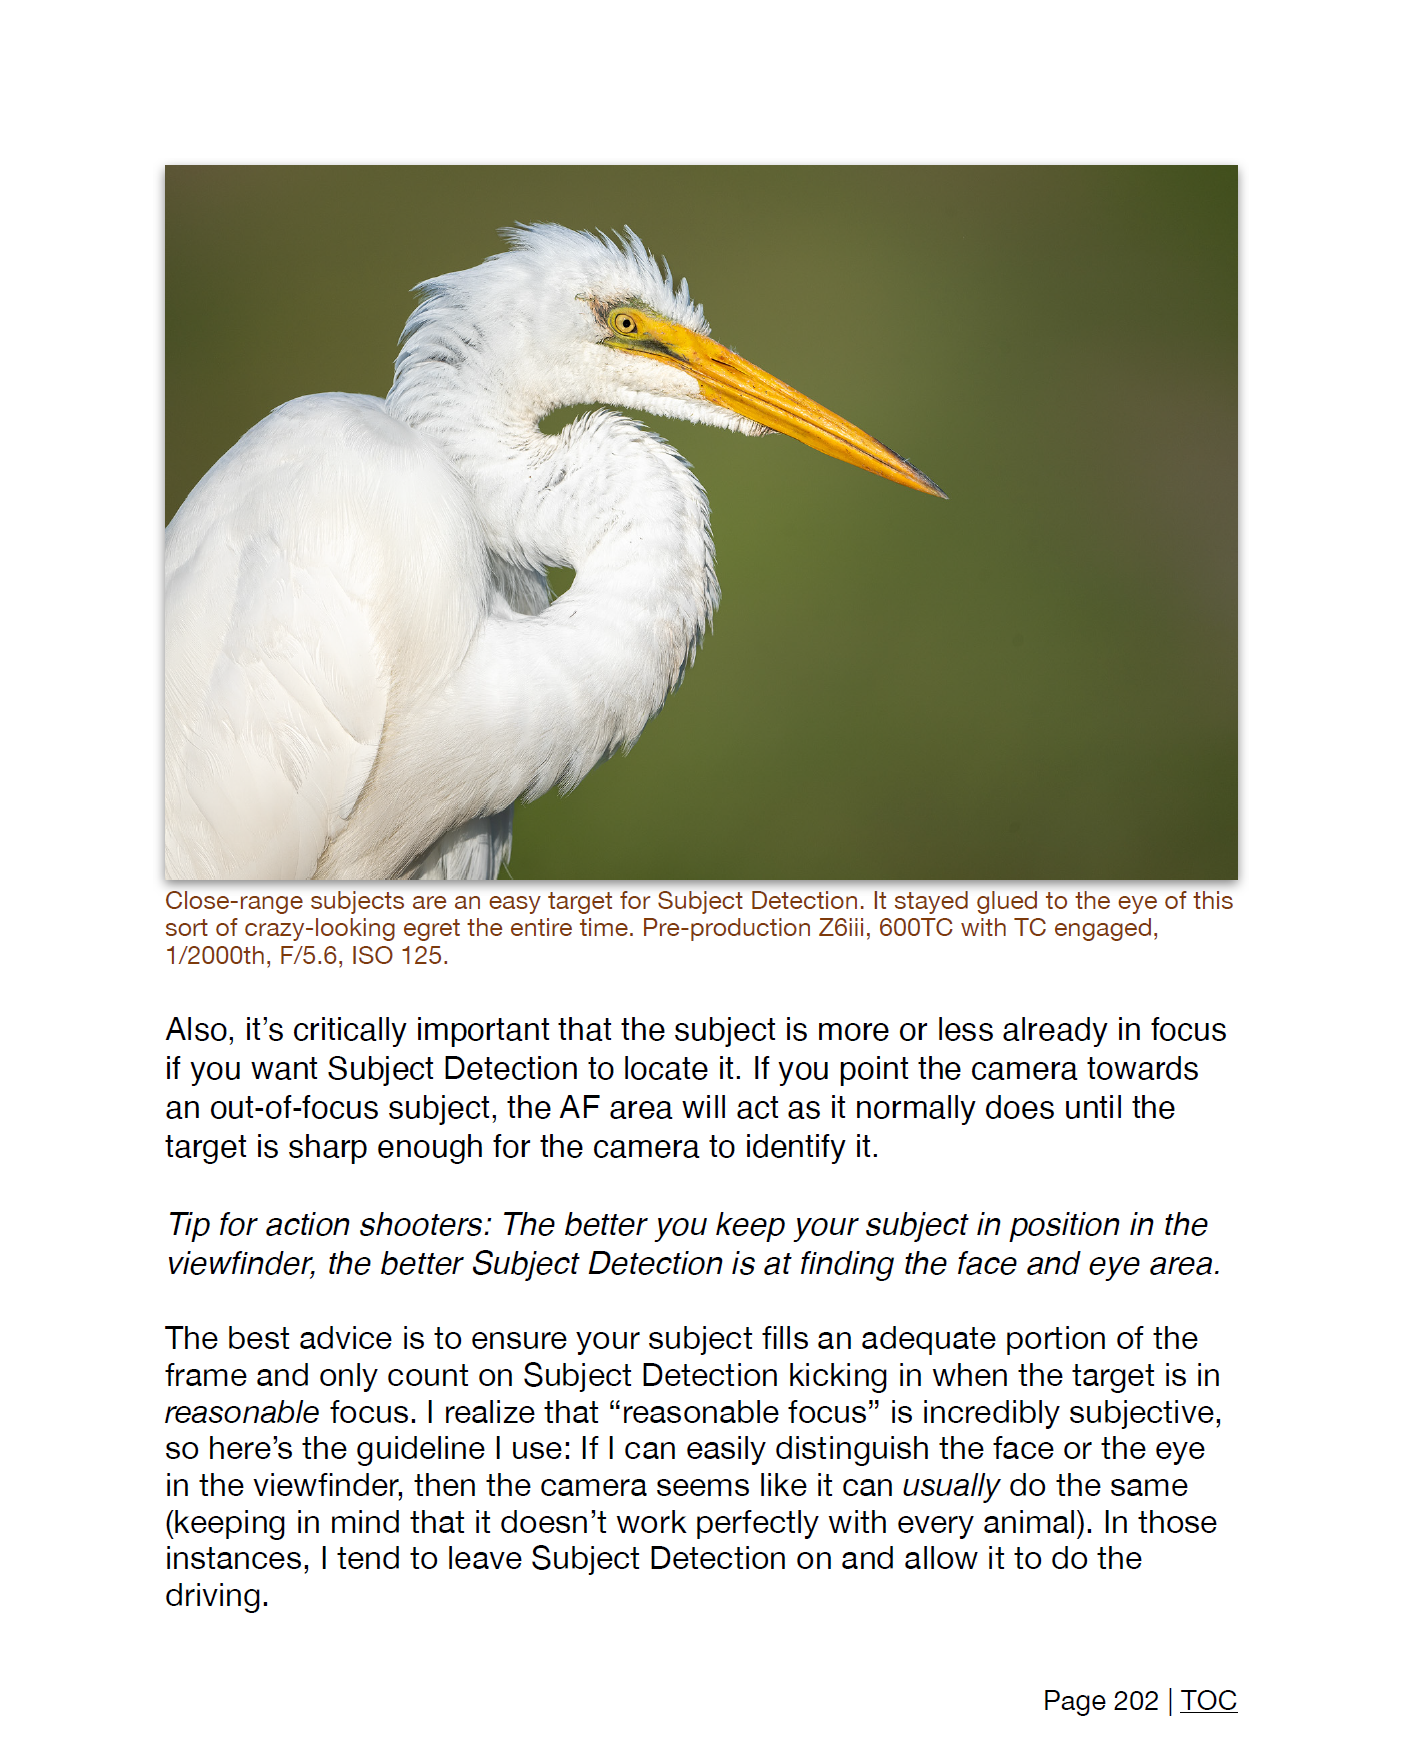 Close-range subjects are an easy target for Subject Detection. It stayed glued to the eye of this
sort of crazy-looking egret the entire time. Pre-production Z6iii, 600TC with TC engaged,
1/2000th, F/5.6, ISO 125.
Also, it’s critically important that the subject is more or less already in focus
if you want Subject Detection to locate it. If you point the camera towards
an out-of-focus subject, the AF area will act as it normally does until the
target is sharp enough for the camera to identify it.
Tip for action shooters: The better you keep your subject in position in the
viewfinder, the better Subject Detection is at finding the face and eye area.
The best advice is to ensure your subject fills an adequate portion of the
frame and only count on Subject Detection kicking in when the target is in
reasonable focus. I realize that “reasonable focus” is incredibly subjective,
so here’s the guideline I use: If I can easily distinguish the face or the eye
in the viewfinder, then the camera seems like it can usually do the same
(keeping in mind that it doesn’t work perfectly with every animal). In those
instances, I tend to leave Subject Detection on and allow it to do the
driving.
Page 202 | TOC